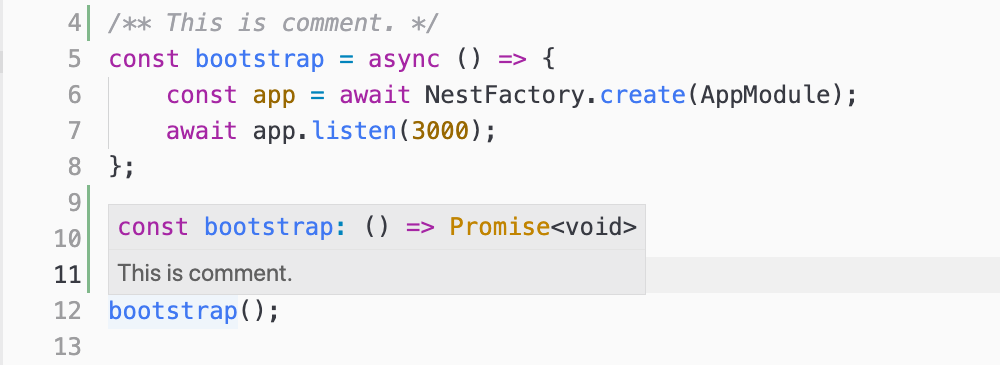 4 /** This is comment. */
5 const bootstrap = async () => {
6     const app = await NestFactory.create(AppModule);
7     await app.listen(3000);
8 };
9
10 const bootstrap: () => Promise<void>
11 This is comment.
12 bootstrap();
13